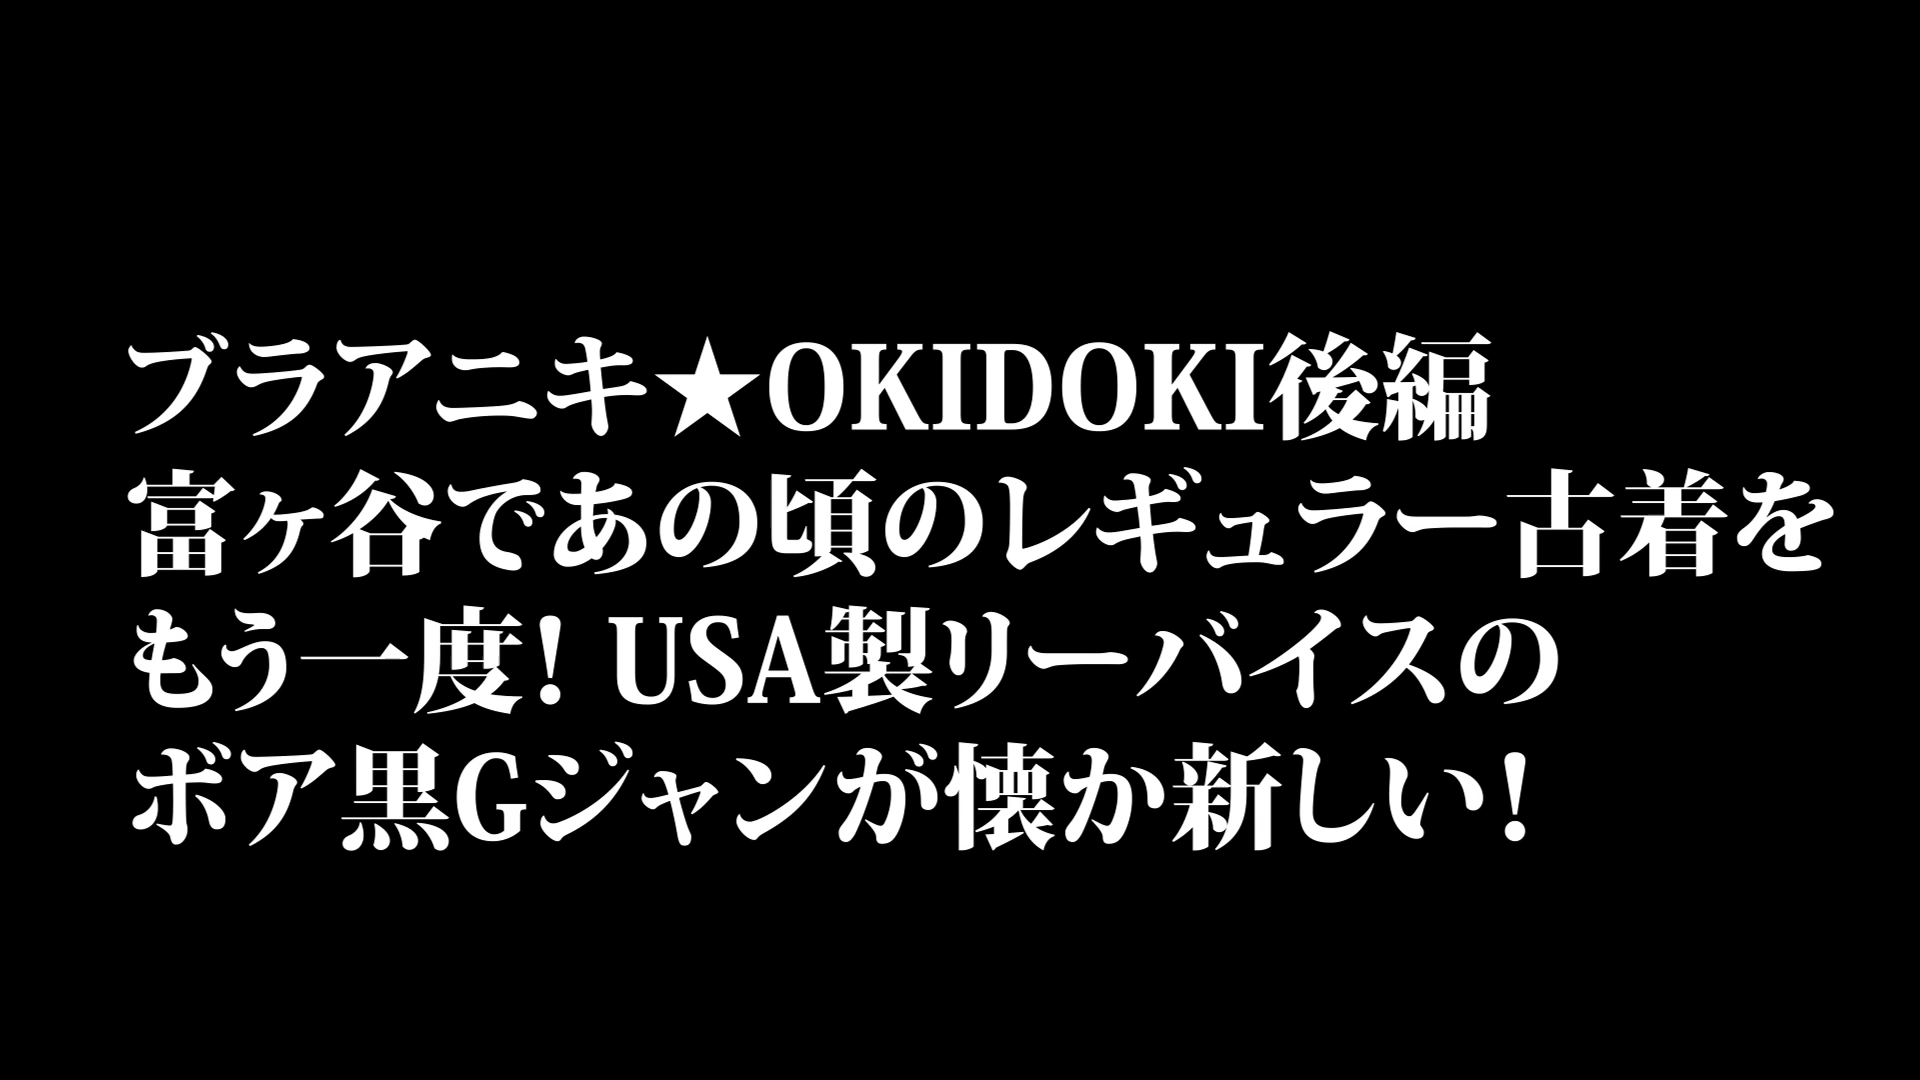 ブラアニキ★OKIDOKI後編
富ヶ谷であの頃のレギュラー古着を
もう一度！USA製リーバイスの
ボア黒Gジャンが懐か新しい！